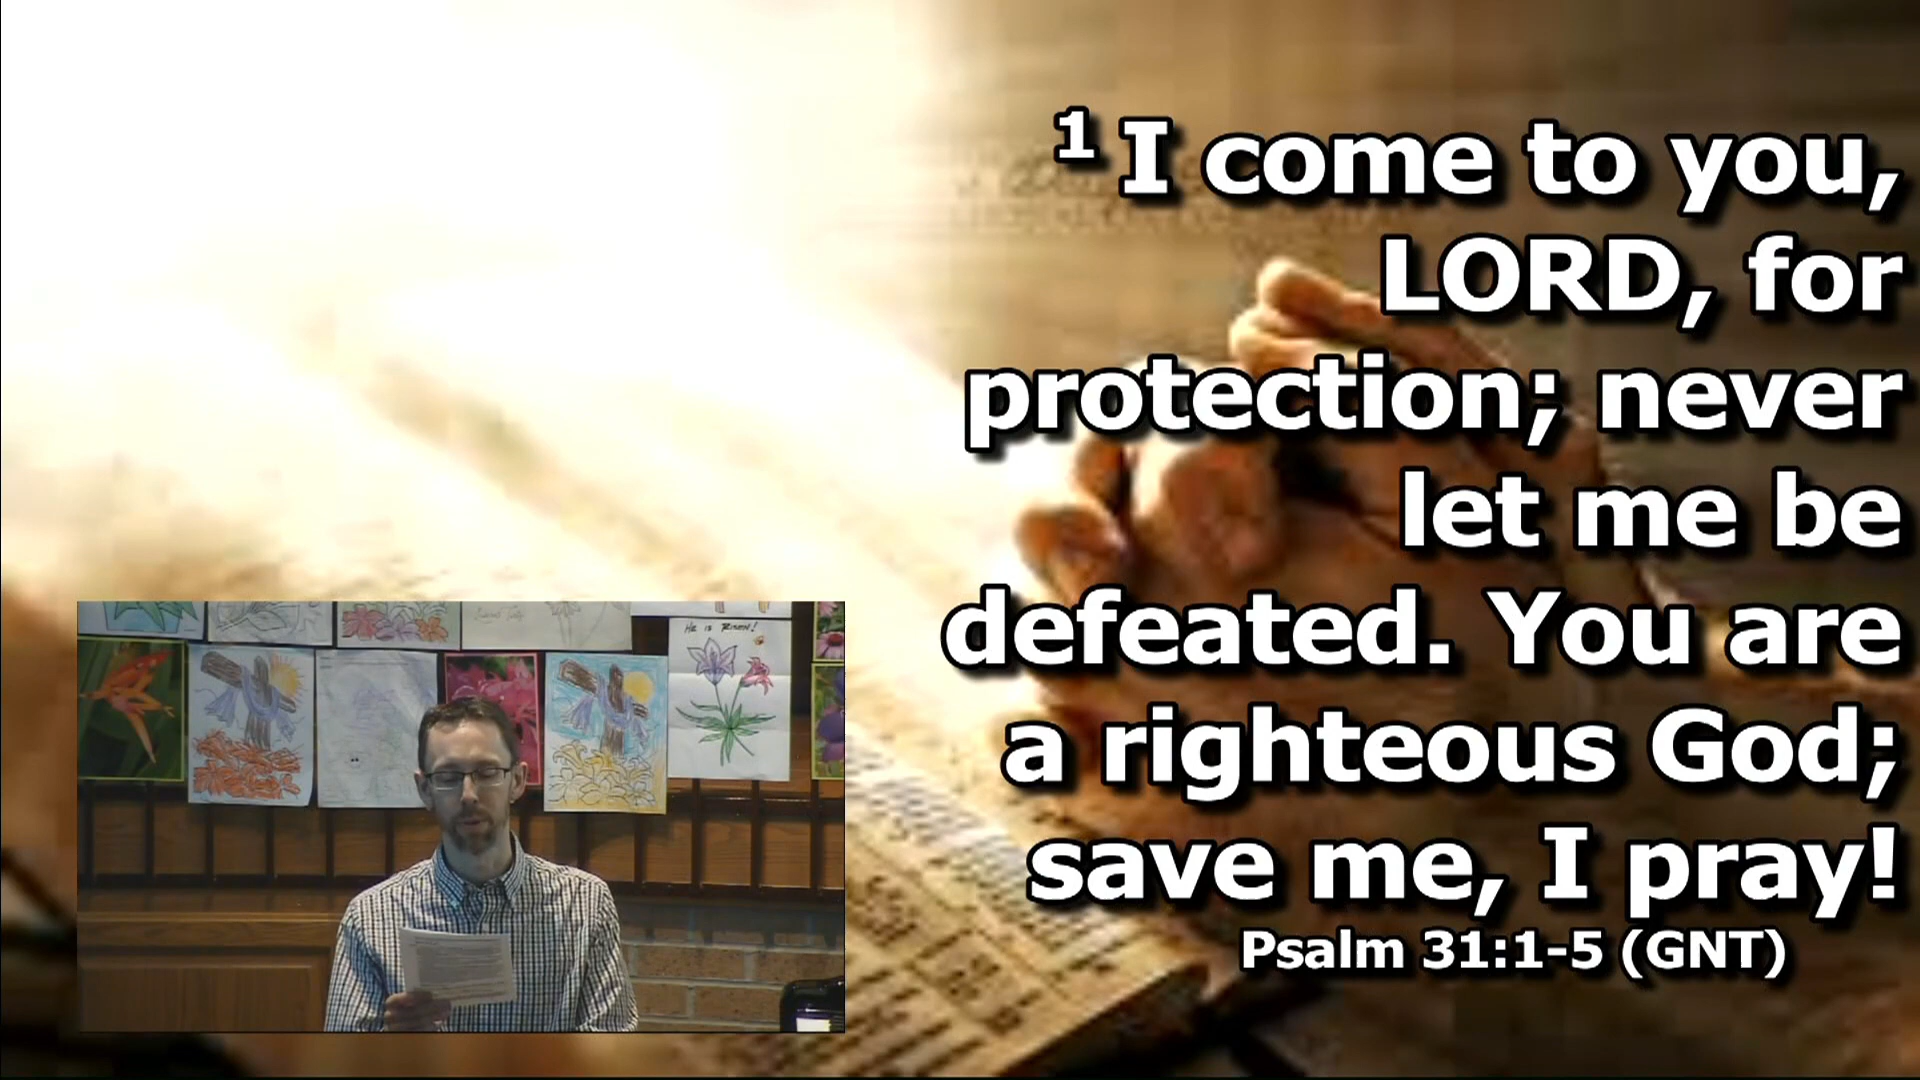 1 I come to you,
LORD, for
protection; never
let me be
defeated. You are
a righteous God;
save me, I pray!
Psalm 31:1-5 (GNT)
HE IS RISEN!